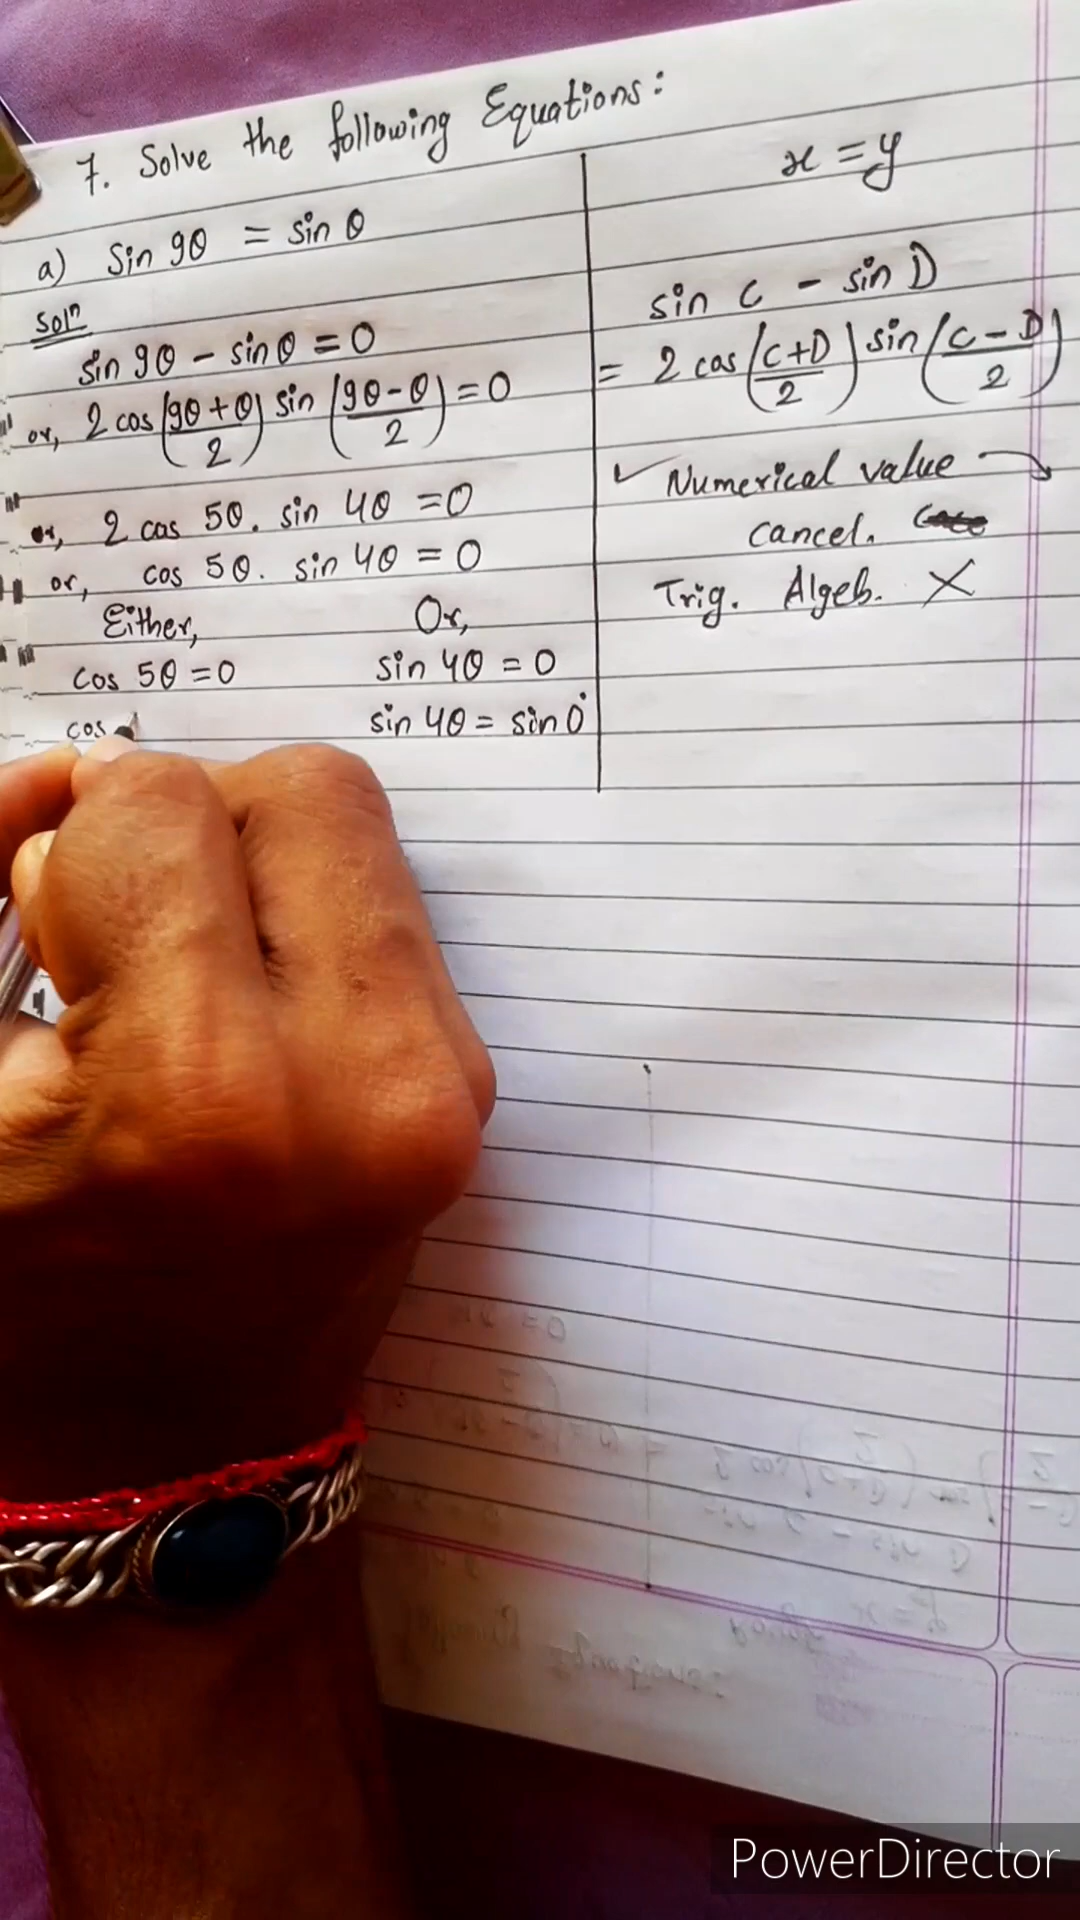 7. Solve the following Equations:
a) Sin 9θ = sin θ
Solⁿ
sin 9θ - sin θ = 0
or, 2 cos (9θ + θ / 2) sin (9θ - θ / 2) = 0
or, 2 cos 5θ. sin 4θ = 0
or, cos 5θ. sin 4θ = 0
Either, Or,
cos 5θ = 0 sin 4θ = 0
cos sin 4θ = sin 0°
x = y
sin C - sin D
= 2 cos (C+D / 2) sin (C-D / 2)
✓ Numerical value →
cancel.
Trig. Algeb. ✗
PowerDirector